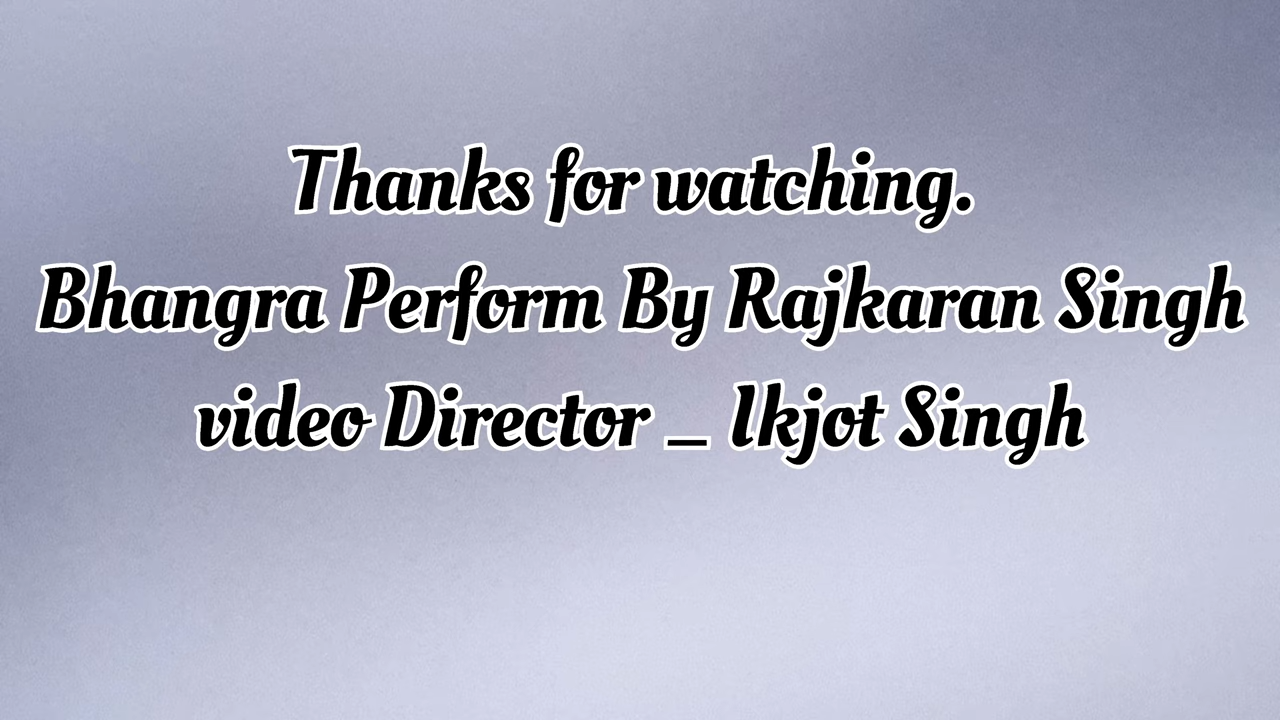 Thanks for watching.
Bhangra Perform By Rajkaran Singh
video Director _ Ikjot Singh